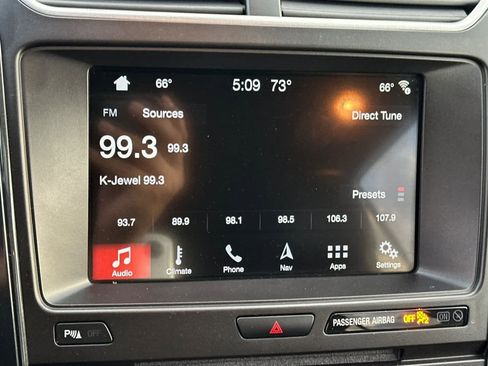 66° 5:09 73° 66°
FM Sources Direct Tune
99.3 99.3
K-Jewel 99.3
Presets
93.7 89.9 98.1 98.5 106.3 107.9
Audio Climate Phone Nav Apps Settings
P OFF PASSENGER AIRBAG OFF 2 ON